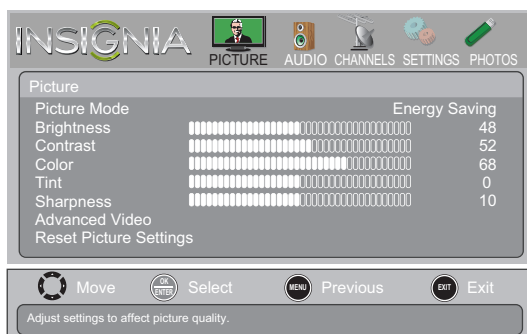 INSIGNIA
PICTURE AUDIO CHANNELS SETTINGS PHOTOS
Picture
Picture Mode Energy Saving
Brightness 48
Contrast 52
Color 68
Tint 0
Sharpness 10
Advanced Video
Reset Picture Settings
Move OK ENTER Select MENU Previous EXIT Exit
Adjust settings to affect picture quality.